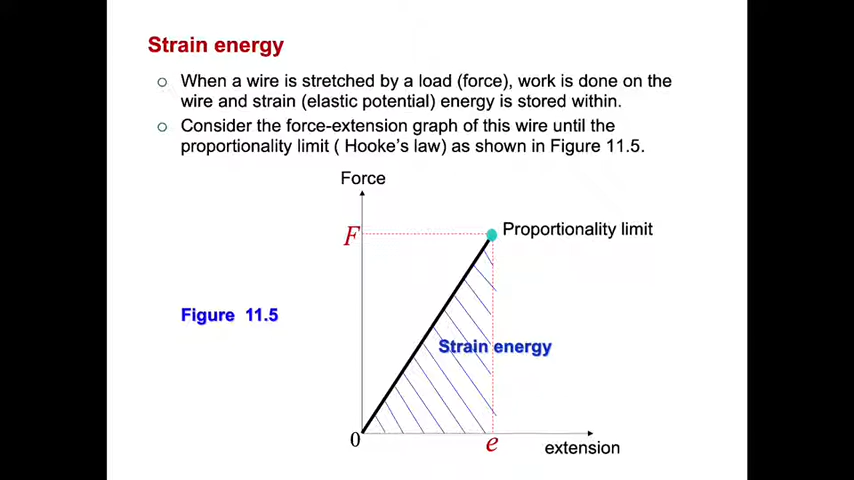 Strain energy
○ When a wire is stretched by a load (force), work is done on the
wire and strain (elastic potential) energy is stored within.
○ Consider the force-extension graph of this wire until the
proportionality limit ( Hooke's law) as shown in Figure 11.5.
Force
F
Proportionality limit
Figure 11.5
Strain energy
0
e
extension